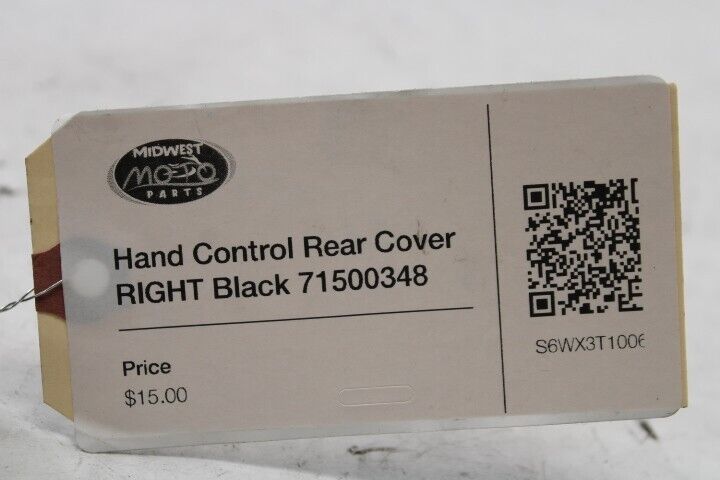 MIDWEST
MOTO
PARTS
Hand Control Rear Cover
RIGHT Black 71500348
Price
$15.00
S6WX3T1006